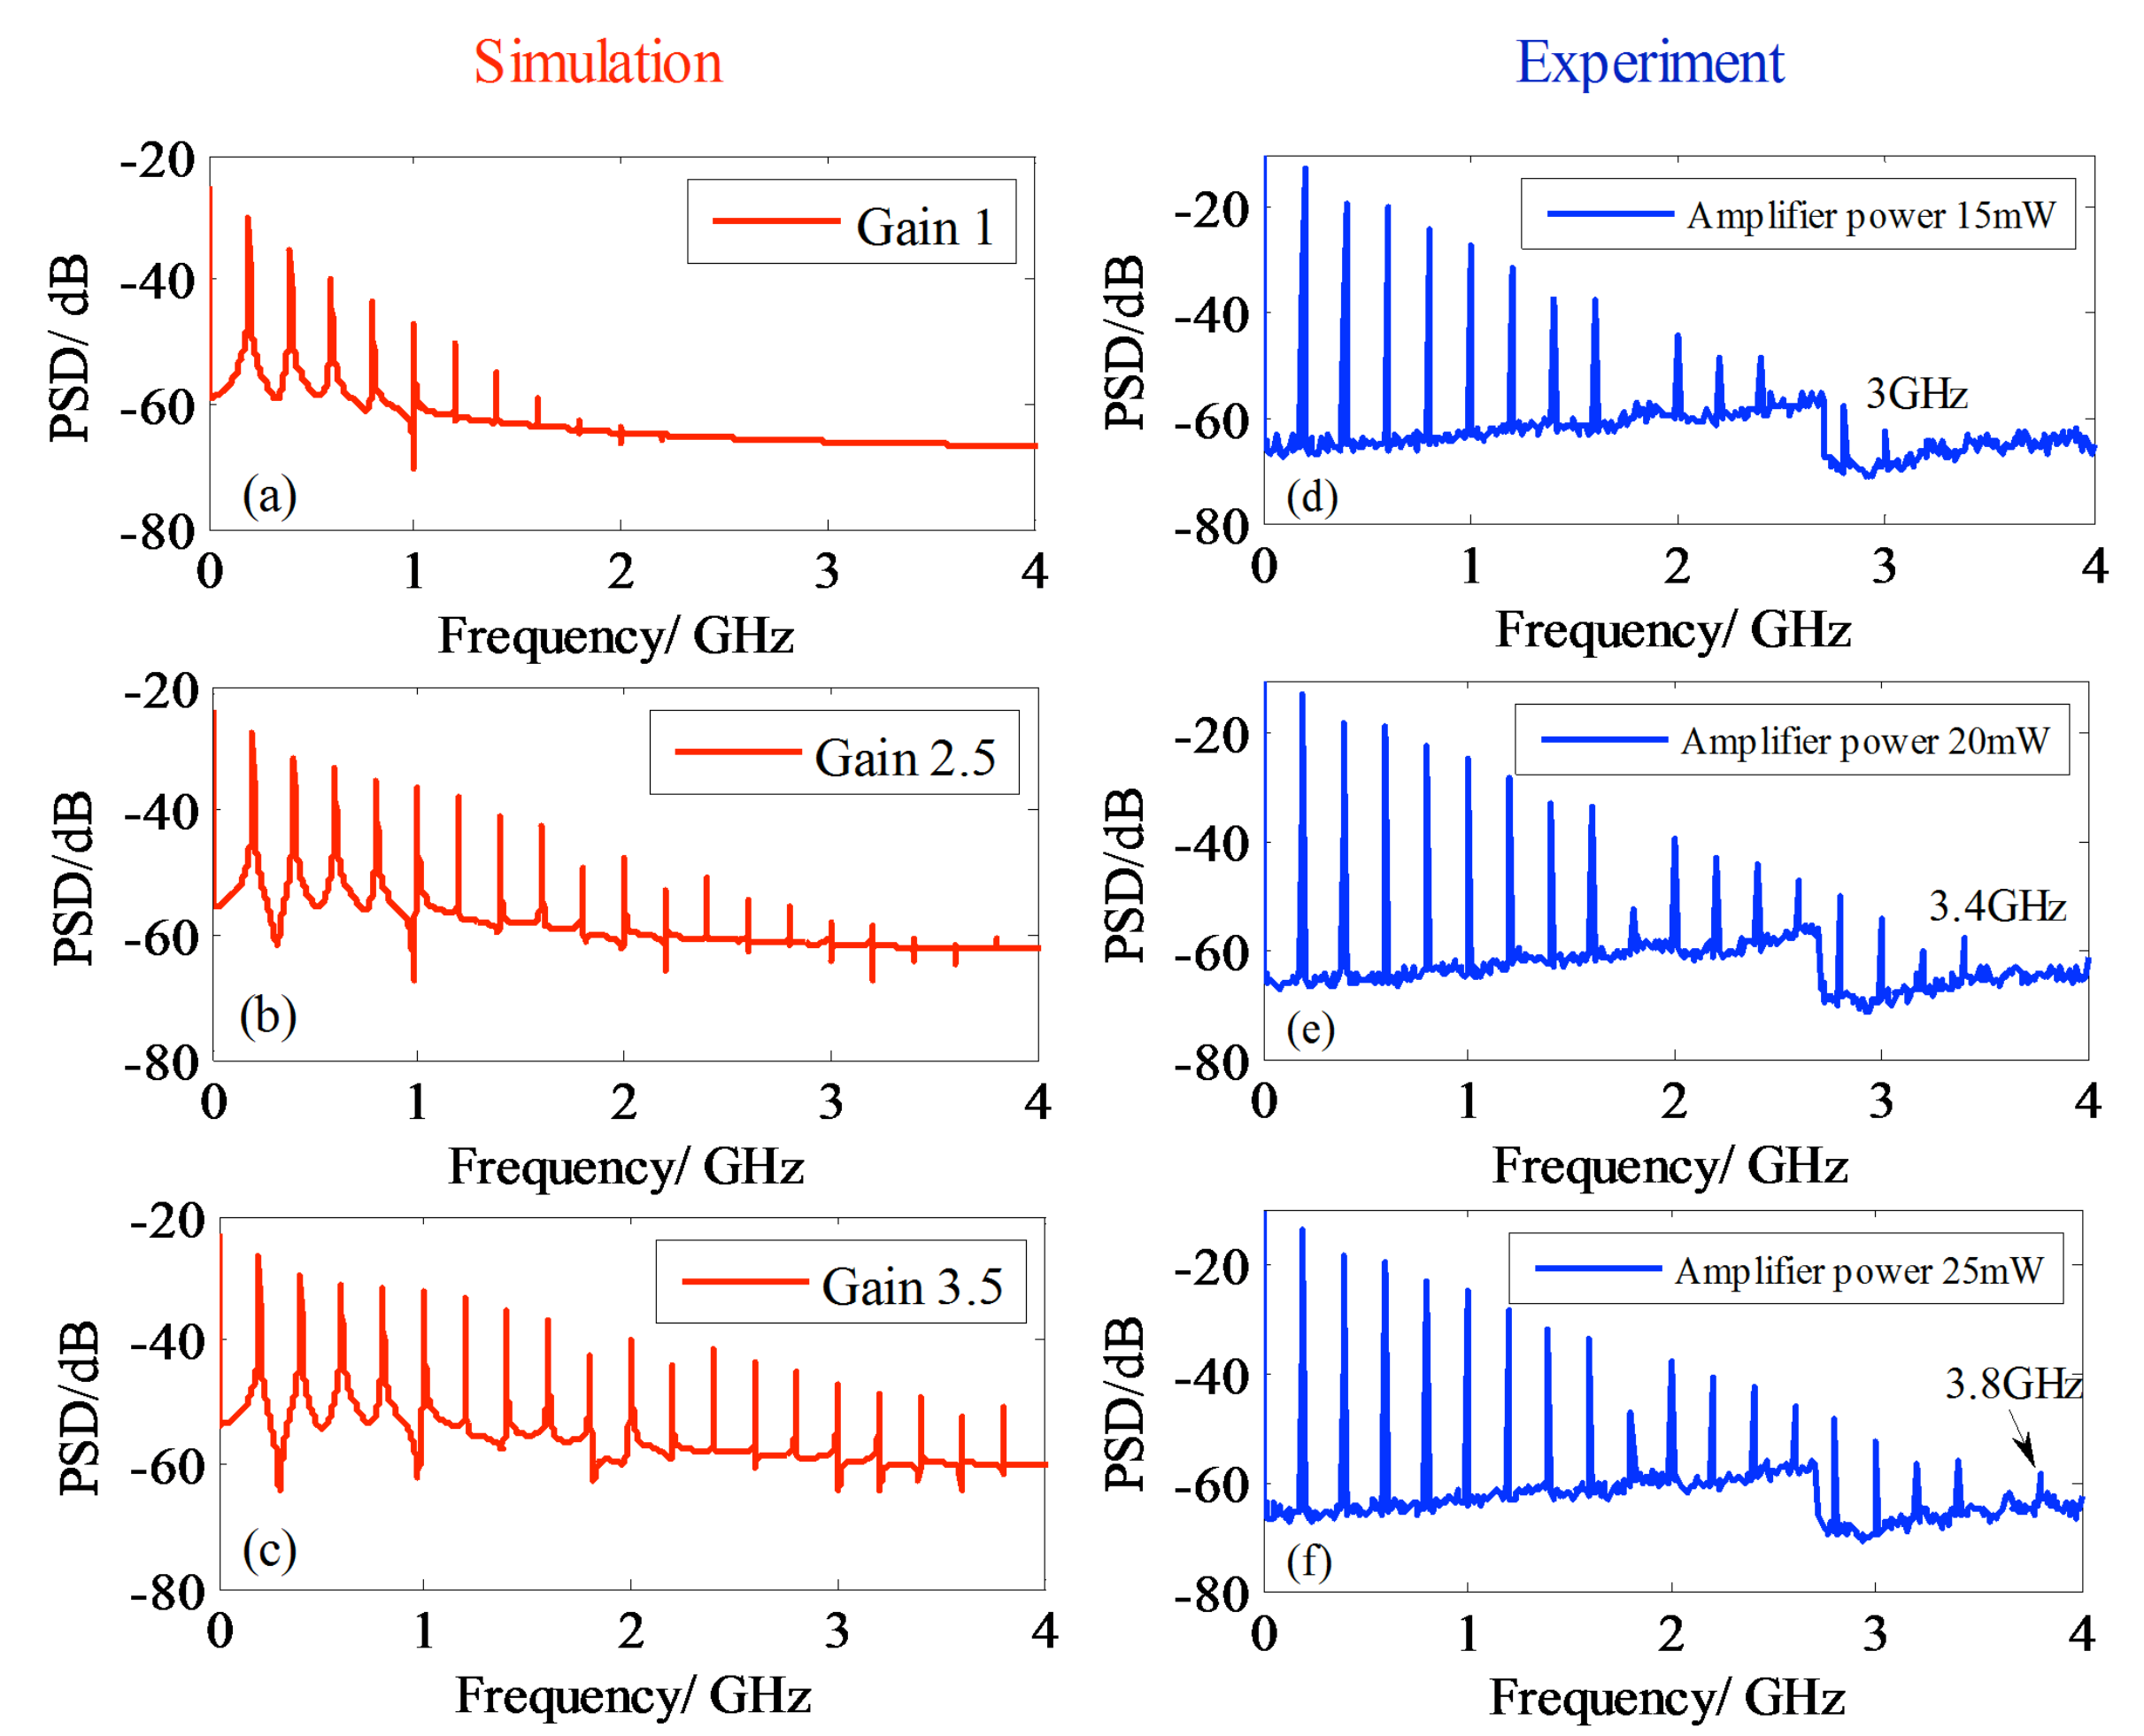 Simulation
Experiment
-20
-40
-60
-80
PSD/ dB
Gain 1
(a)
0 1 2 3 4
Frequency/ GHz
-20
-40
-60
-80
PSD/dB
Amplifier power 15mW
3GHz
(d)
0 1 2 3 4
Frequency/ GHz
-20
-40
-60
-80
PSD/dB
Gain 2.5
(b)
0 1 2 3 4
Frequency/ GHz
-20
-40
-60
-80
PSD/dB
Amplifier power 20mW
3.4GHz
(e)
0 1 2 3 4
Frequency/ GHz
-20
-40
-60
-80
PSD/dB
Gain 3.5
(c)
0 1 2 3 4
Frequency/ GHz
-20
-40
-60
-80
PSD/dB
Amplifier power 25mW
3.8GHz
(f)
0 1 2 3 4
Frequency/ GHz